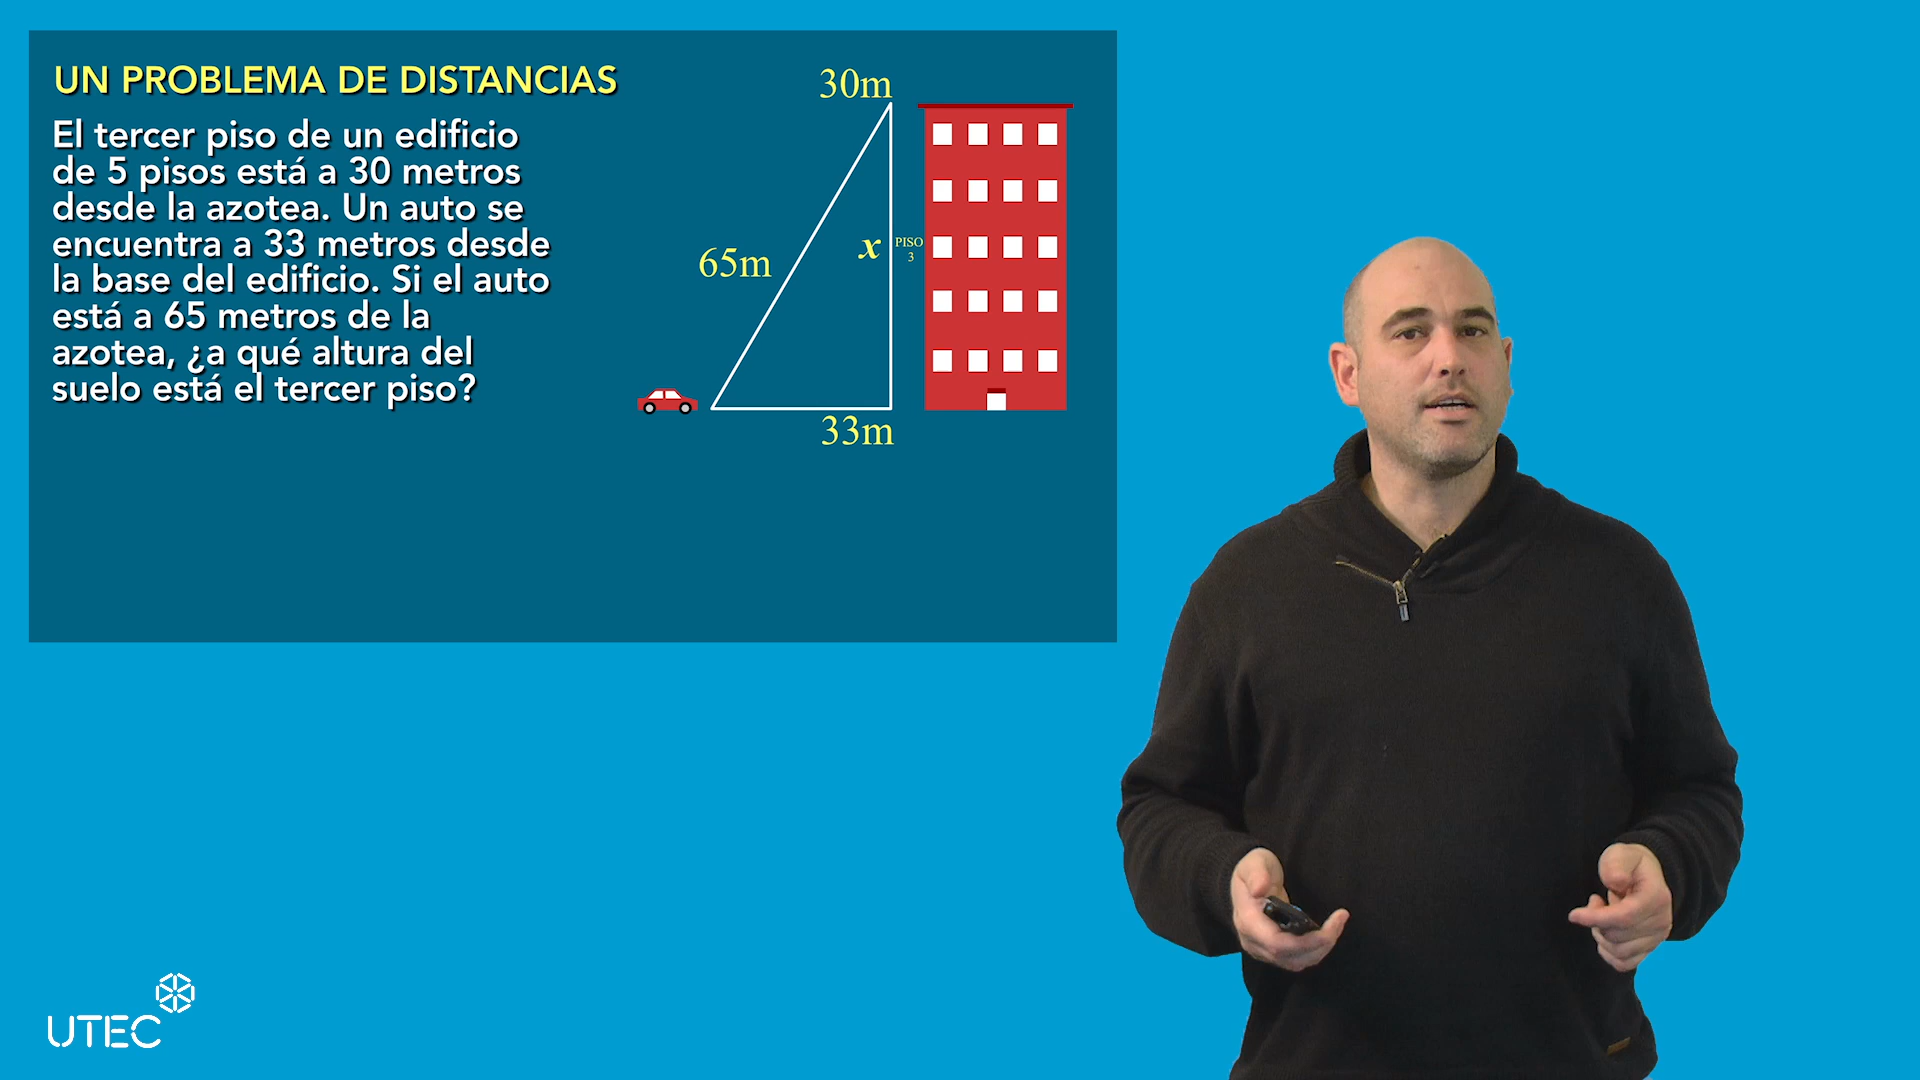 UN PROBLEMA DE DISTANCIAS
El tercer piso de un edificio
de 5 pisos está a 30 metros
desde la azotea. Un auto se
encuentra a 33 metros desde
la base del edificio. Si el auto
está a 65 metros de la
azotea, ¿a qué altura del
suelo está el tercer piso?
30m
65m
x
PISO
3
33m
UTEC